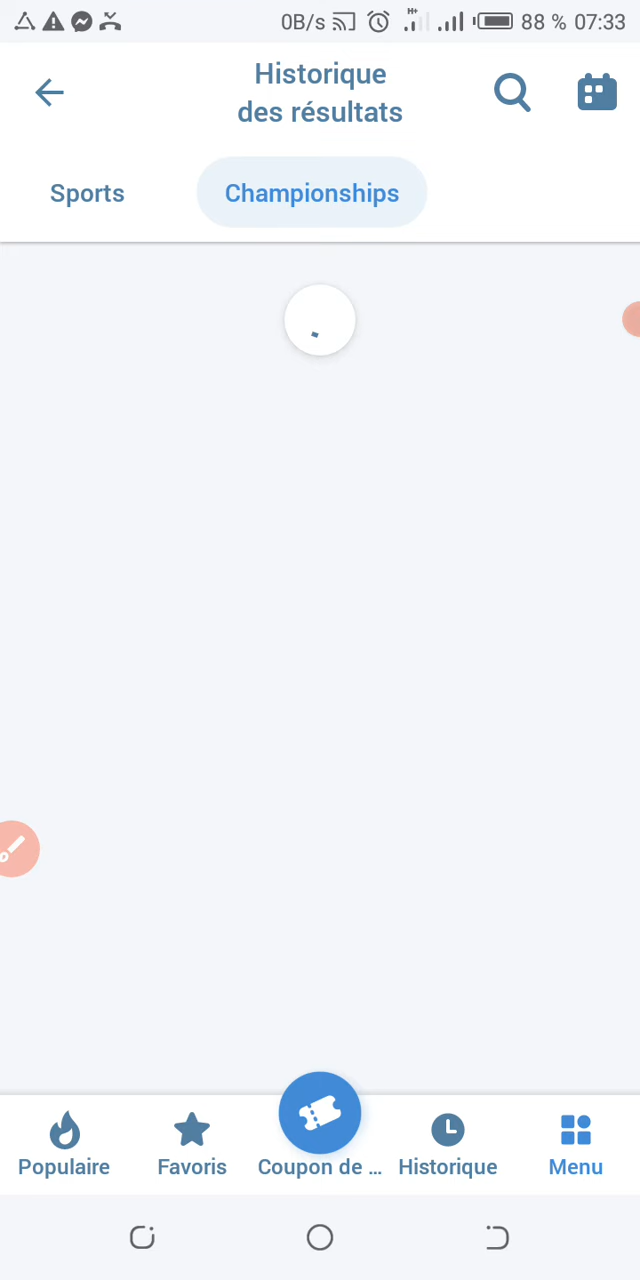 0B/s H+ 88 % 07:33
Historique
des résultats
Sports Championships
Populaire Favoris Coupon de ... Historique Menu